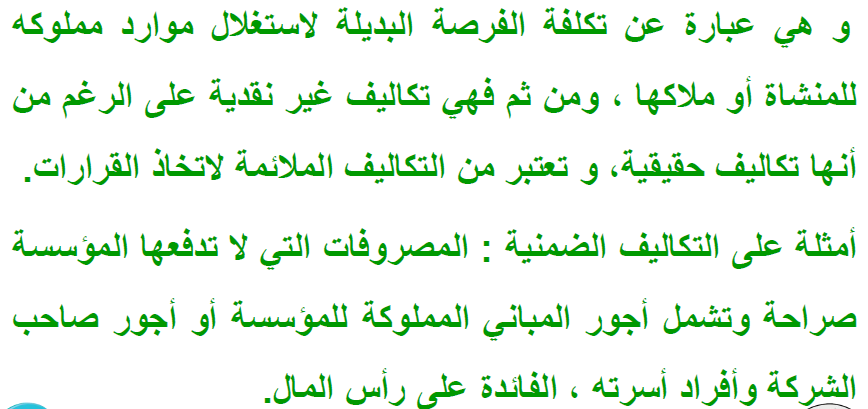 و هي عبارة عن تكلفة الفرصة البديلة لاستغلال موارد مملوكه
للمنشاة أو ملاكها ، ومن ثم فهي تكاليف غير نقدية على الرغم من
أنها تكاليف حقيقية، و تعتبر من التكاليف الملائمة لاتخاذ القرارات.
أمثلة على التكاليف الضمنية : المصروفات التي لا تدفعها المؤسسة
صراحة وتشمل أجور المباني المملوكة للمؤسسة أو أجور صاحب
الشركة وأفراد أسرته ، الفائدة على رأس المال.